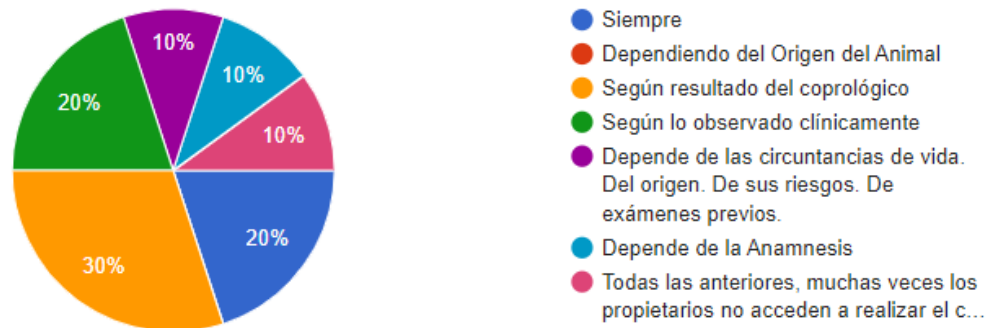 10%
10%
20%
10%
20%
30%
Siempre
Dependiendo del Origen del Animal
Según resultado del coprológico
Según lo observado clínicamente
Depende de las circuntancias de vida.
Del origen. De sus riesgos. De
exámenes previos.
Depende de la Anamnesis
Todas las anteriores, muchas veces los
propietarios no acceden a realizar el c...